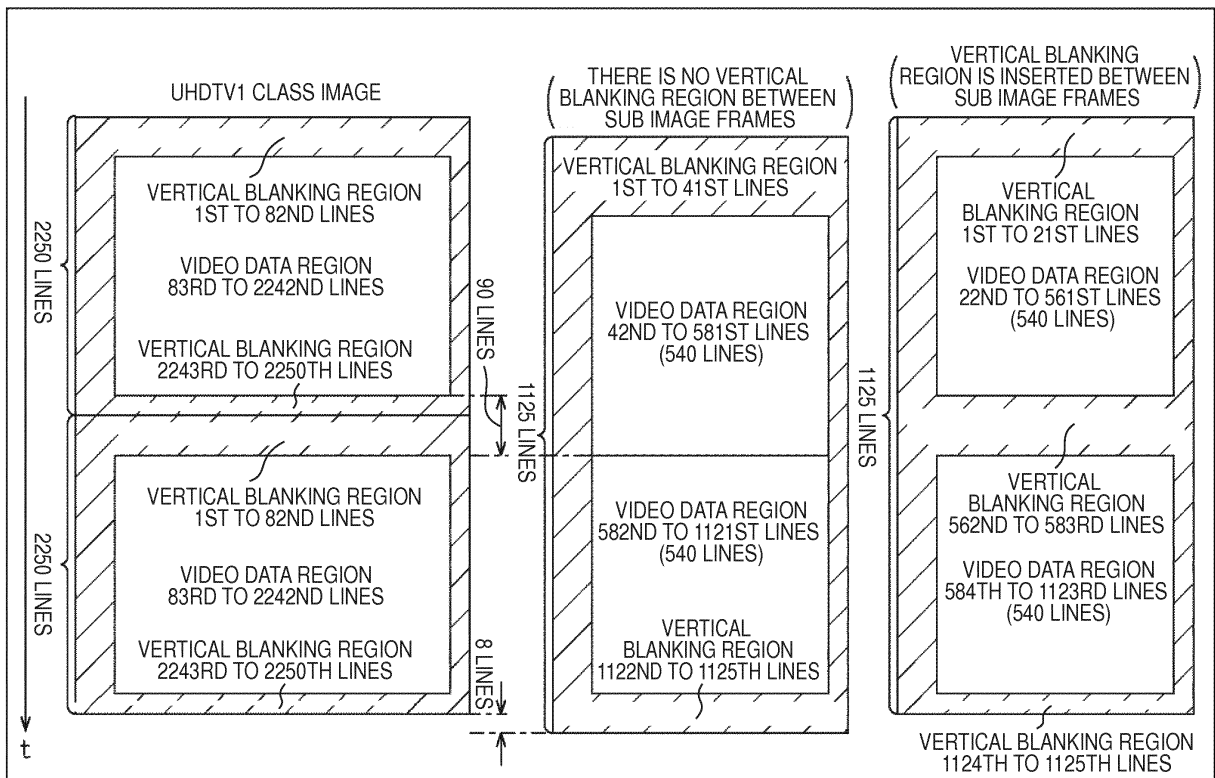 UHDTV1 CLASS IMAGE
2250 LINES
VERTICAL BLANKING REGION
1ST TO 82ND LINES
VIDEO DATA REGION
83RD TO 2242ND LINES
VERTICAL BLANKING REGION
2243RD TO 2250TH LINES
2250 LINES
VERTICAL BLANKING REGION
1ST TO 82ND LINES
VIDEO DATA REGION
83RD TO 2242ND LINES
VERTICAL BLANKING REGION
2243RD TO 2250TH LINES
t
90 LINES
8 LINES
(THERE IS NO VERTICAL
BLANKING REGION BETWEEN
SUB IMAGE FRAMES)
1125 LINES
VERTICAL BLANKING REGION
1ST TO 41ST LINES
VIDEO DATA REGION
42ND TO 581ST LINES
(540 LINES)
VIDEO DATA REGION
582ND TO 1121ST LINES
(540 LINES)
VERTICAL
BLANKING REGION
1122ND TO 1125TH LINES
(VERTICAL BLANKING
REGION IS INSERTED BETWEEN
SUB IMAGE FRAMES)
1125 LINES
VERTICAL
BLANKING REGION
1ST TO 21ST LINES
VIDEO DATA REGION
22ND TO 561ST LINES
(540 LINES)
VERTICAL
BLANKING REGION
562ND TO 583RD LINES
VIDEO DATA REGION
584TH TO 1123RD LINES
(540 LINES)
VERTICAL BLANKING REGION
1124TH TO 1125TH LINES